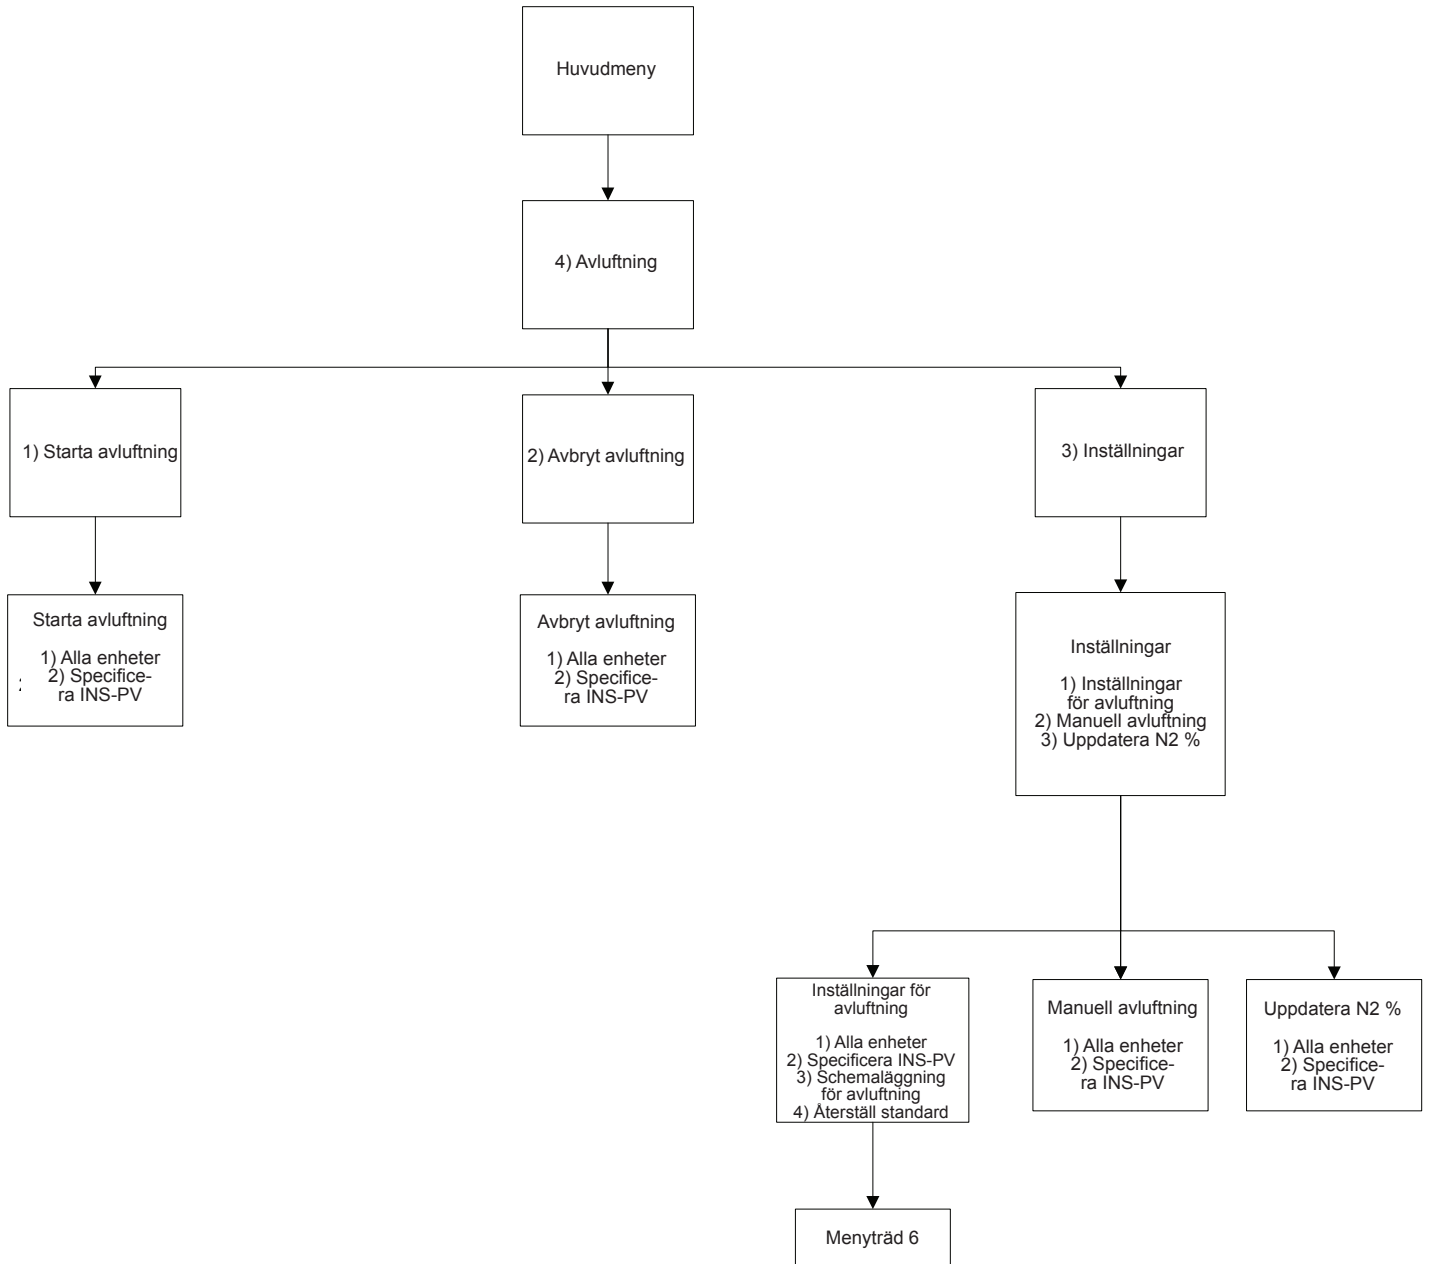 Huvudmeny
4) Avluftning
1) Starta avluftning
2) Avbryt avluftning
3) Inställningar
Starta avluftning
1) Alla enheter
2) Specifice-
ra INS-PV
Avbryt avluftning
1) Alla enheter
2) Specifice-
ra INS-PV
Inställningar
1) Inställningar
för avluftning
2) Manuell avluftning
3) Uppdatera N2 %
Inställningar för
avluftning
1) Alla enheter
2) Specificera INS-PV
3) Schemaläggning
för avluftning
4) Återställ standard
Manuell avluftning
1) Alla enheter
2) Specifice-
ra INS-PV
Uppdatera N2 %
1) Alla enheter
2) Specifice-
ra INS-PV
Menyträd 6